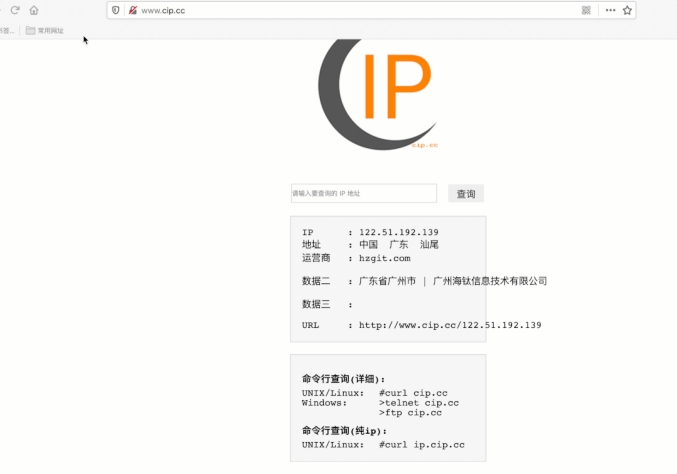 www.cip.cc
常用网址
IP
cip.cc
请输入要查询的 IP 地址
查询
IP : 122.51.192.139
地址 : 中国 广东 汕尾
运营商 : hzgit.com
数据二 : 广东省广州市 | 广州海钛信息技术有限公司
数据三 :
URL : http://www.cip.cc/122.51.192.139
命令行查询(详细):
UNIX/Linux: #curl cip.cc
Windows: >telnet cip.cc
>ftp cip.cc
命令行查询(纯ip):
UNIX/Linux: #curl ip.cip.cc